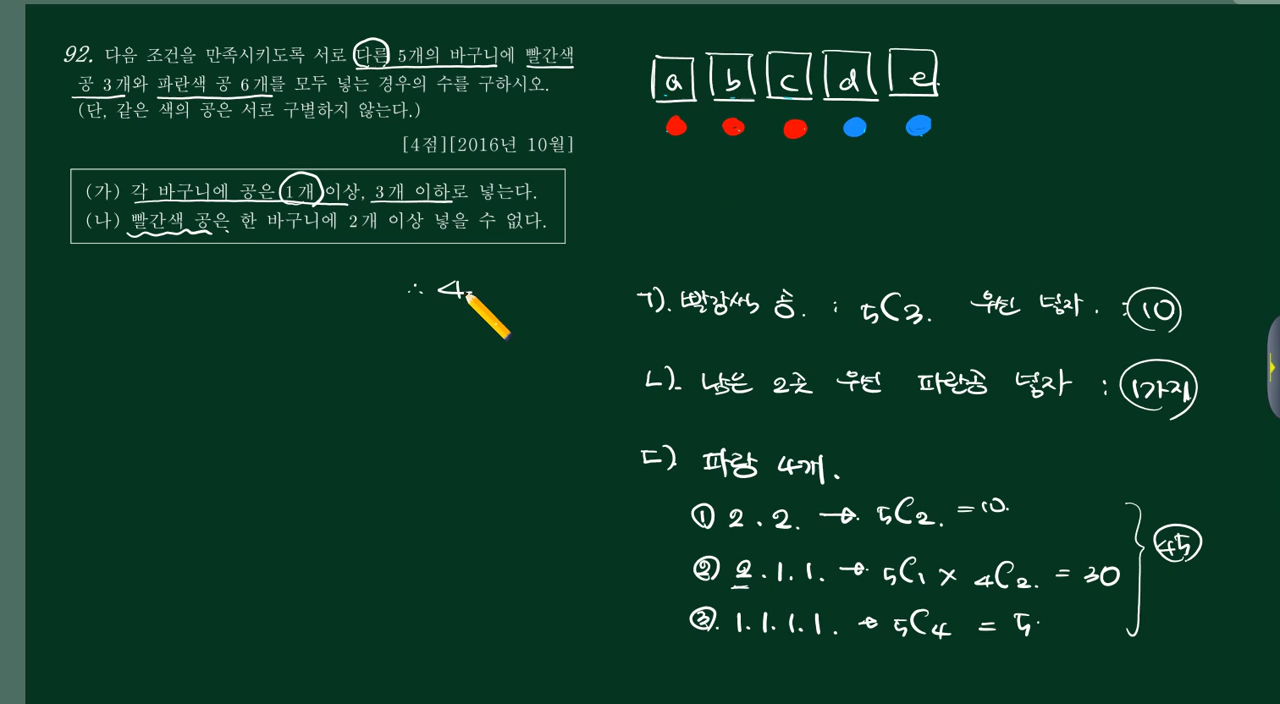 92. 다음 조건을 만족시키도록 서로 다른 5개의 바구니에 빨간색
공 3개와 파란색 공 6개를 모두 넣는 경우의 수를 구하시오.
(단, 같은 색의 공은 서로 구별하지 않는다.)
[4점][2016년 10월]
(가) 각 바구니에 공은 1개 이상, 3개 이하로 넣는다.
(나) 빨간색 공은 한 바구니에 2개 이상 넣을 수 없다.
∴ 4
a b c d e
ㄱ). 빨강색 공. : 5C3. 우선 넣자. : 10
ㄴ). 남은 2곳 우선 파란공 넣자 : 1가지
ㄷ). 파랑 4개.
① 2. 2. → 5C2. = 10.
② 2. 1. 1. → 5C1 × 4C2. = 30
③. 1. 1. 1. 1. → 5C4 = 5.
45